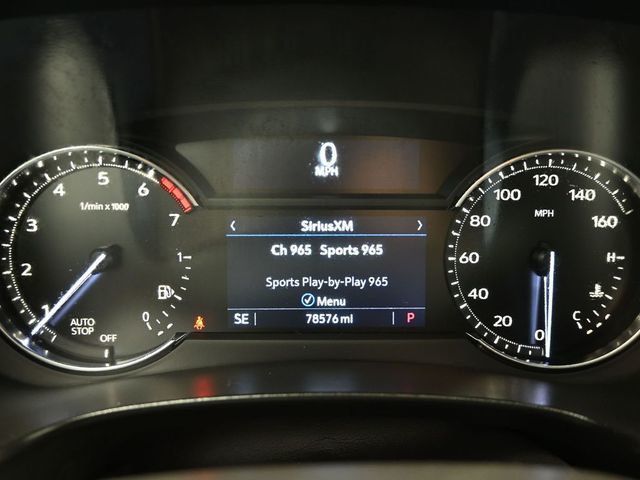 0
MPH
SiriusXM
Ch 965 Sports 965
Sports Play-by-Play 965
Menu
SE 78576 mi P
1 2 3 4 5 6 7
1/min x 1000
AUTO
STOP
OFF
1
0
0 20 40 60 80 100 120 140 160
MPH
H
C